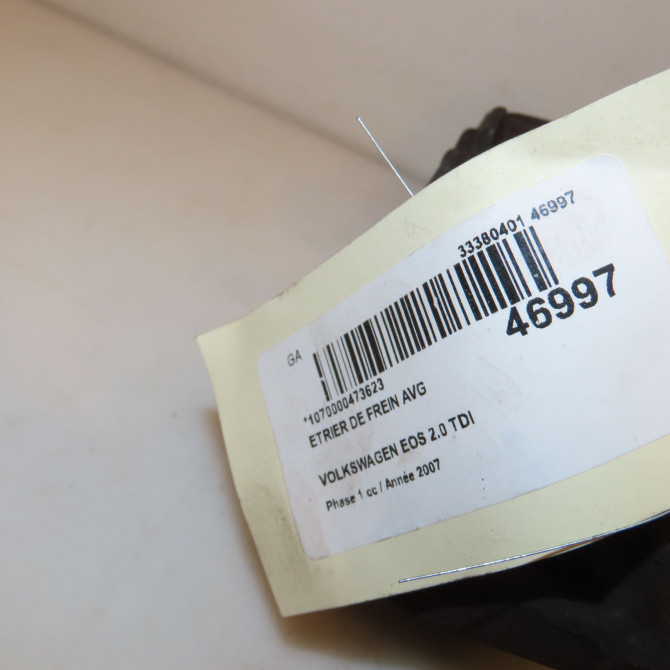 33380401 46997
46997
GA
*1070000473623
ETRIER DE FREIN AVG
VOLKSWAGEN EOS 2.0 TDI
Phase 1 cc / Année 2007